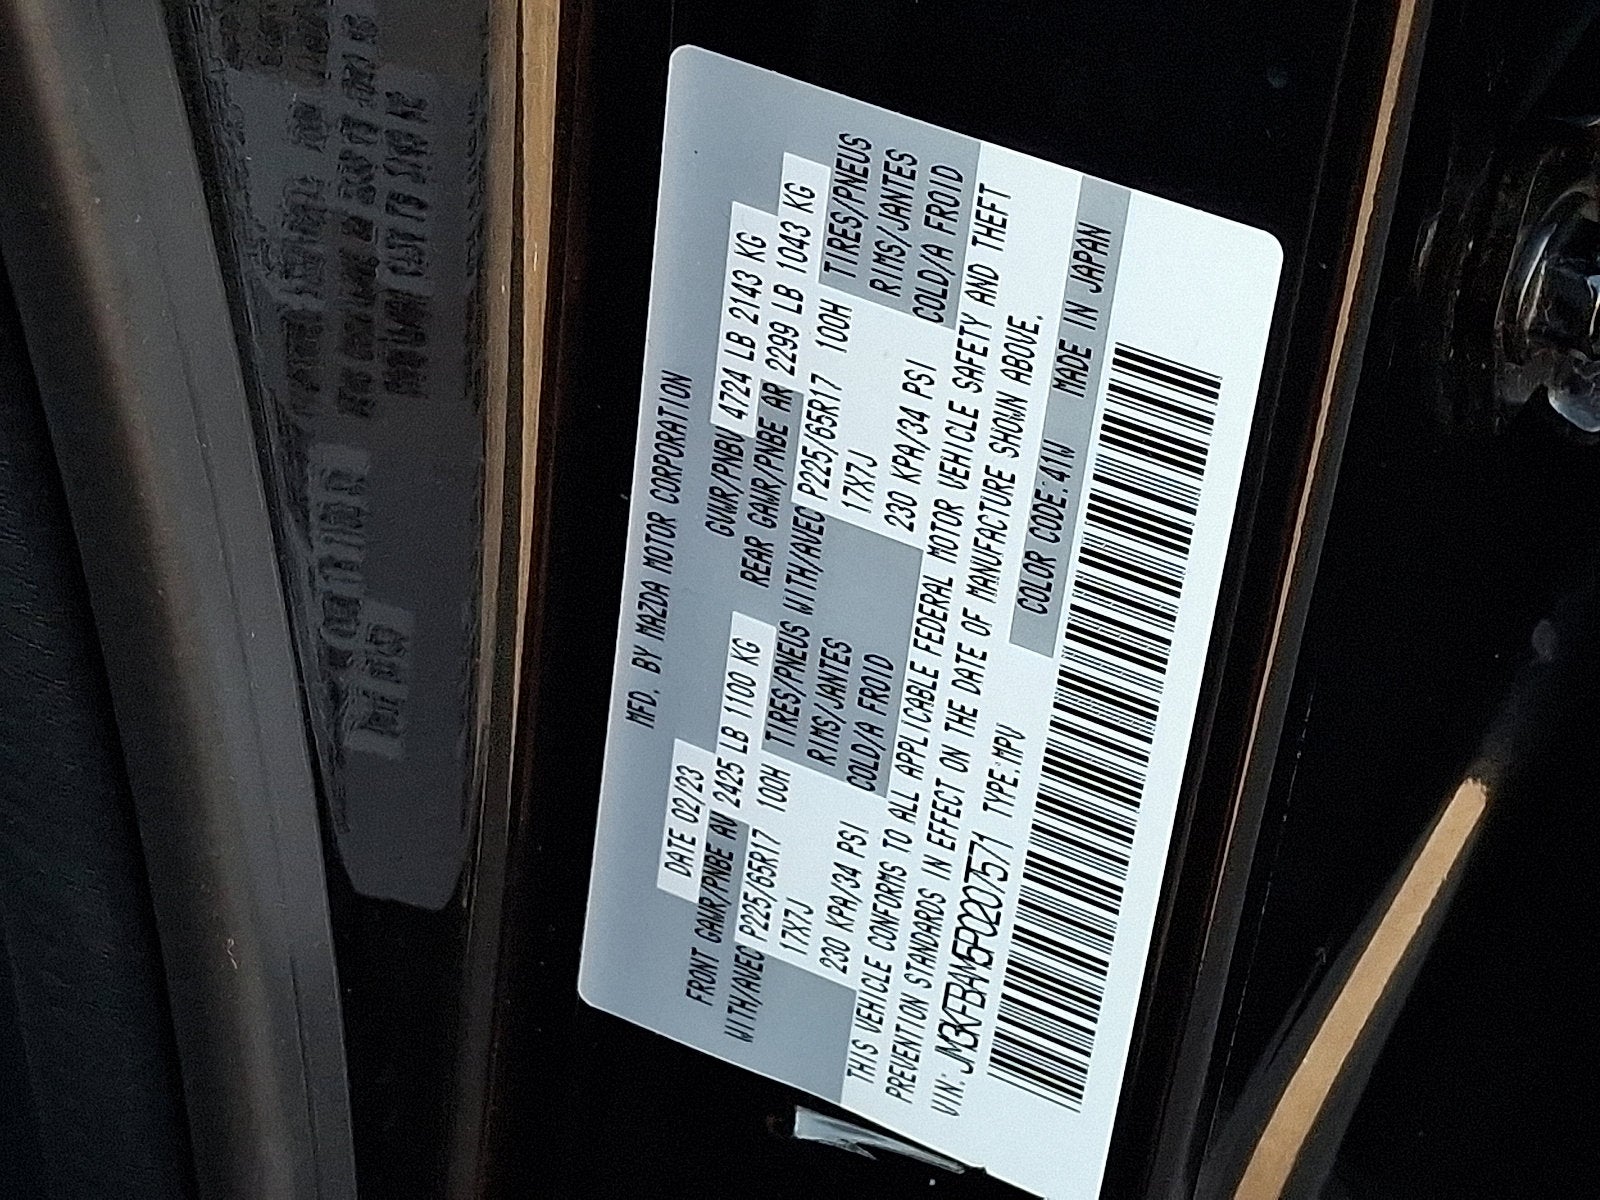 MFD. BY MAZDA MOTOR CORPORATION
DATE 02/23 GVWR/PNBV 4724 LB 2143 KG
FRONT GAWR/PNBE AV 2425 LB 1100 KG REAR GAWR/PNBE AR 2299 LB 1043 KG
WITH/AVEC P225/65R17 100H TIRES/PNEUS WITH/AVEC P225/65R17 100H TIRES/PNEUS
17X7J RIMS/JANTES 17X7J RIMS/JANTES
230 KPA/34 PSI COLD/A FROID 230 KPA/34 PSI COLD/A FROID
THIS VEHICLE CONFORMS TO ALL APPLICABLE FEDERAL MOTOR VEHICLE SAFETY AND THEFT
PREVENTION STANDARDS IN EFFECT ON THE DATE OF MANUFACTURE SHOWN ABOVE.
VIN: JM3KFBAM5P0207571 TYPE:MPV COLOR CODE:41W MADE IN JAPAN